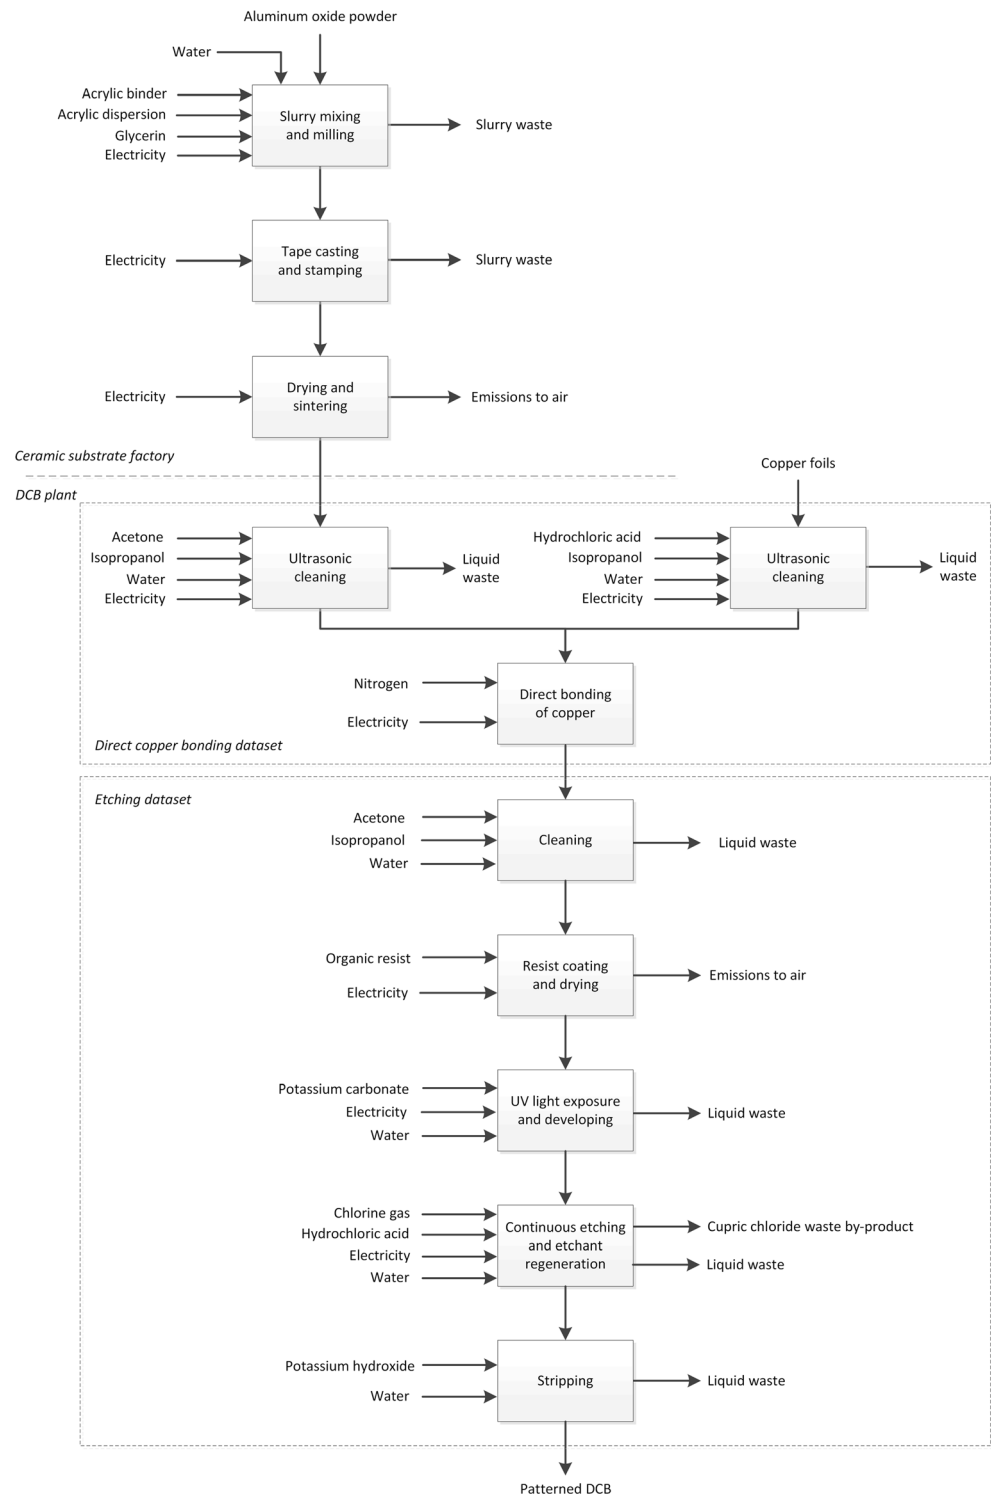 Aluminum oxide powder
Water
Acrylic binder
Acrylic dispersion
Glycerin
Electricity
Slurry mixing
and milling
Slurry waste
Electricity
Tape casting
and stamping
Slurry waste
Electricity
Drying and
sintering
Emissions to air
Ceramic substrate factory
DCB plant
Copper foils
Acetone
Isopropanol
Water
Electricity
Ultrasonic
cleaning
Liquid
waste
Hydrochloric acid
Isopropanol
Water
Electricity
Ultrasonic
cleaning
Liquid
waste
Nitrogen
Electricity
Direct bonding
of copper
Direct copper bonding dataset
Etching dataset
Acetone
Isopropanol
Water
Cleaning
Liquid waste
Organic resist
Electricity
Resist coating
and drying
Emissions to air
Potassium carbonate
Electricity
Water
UV light exposure
and developing
Liquid waste
Chlorine gas
Hydrochloric acid
Electricity
Water
Continuous etching
and etchant
regeneration
Cupric chloride waste by-product
Liquid waste
Potassium hydroxide
Water
Stripping
Liquid waste
Patterned DCB